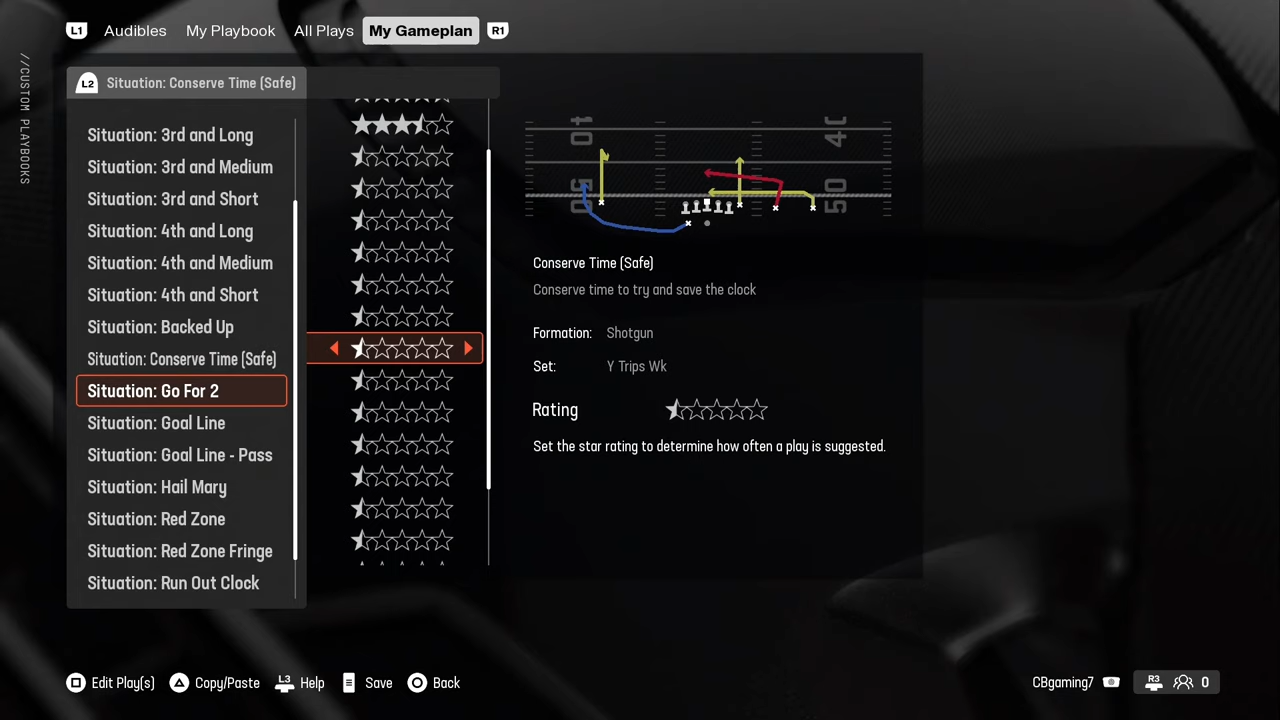 L1 Audibles My Playbook All Plays My Gameplan R1
//CUSTOM PLAYBOOKS
L2 Situation: Conserve Time (Safe)
Situation: 3rd and Long
Situation: 3rd and Medium
Situation: 3rd and Short
Situation: 4th and Long
Situation: 4th and Medium
Situation: 4th and Short
Situation: Backed Up
Situation: Conserve Time (Safe)
Situation: Go For 2
Situation: Goal Line
Situation: Goal Line - Pass
Situation: Hail Mary
Situation: Red Zone
Situation: Red Zone Fringe
Situation: Run Out Clock
50
Conserve Time (Safe)
Conserve time to try and save the clock
Formation: Shotgun
Set: Y Trips Wk
Rating
Set the star rating to determine how often a play is suggested.
Edit Play(s) Copy/Paste L3 Help Save Back
CBgaming7 R3 0